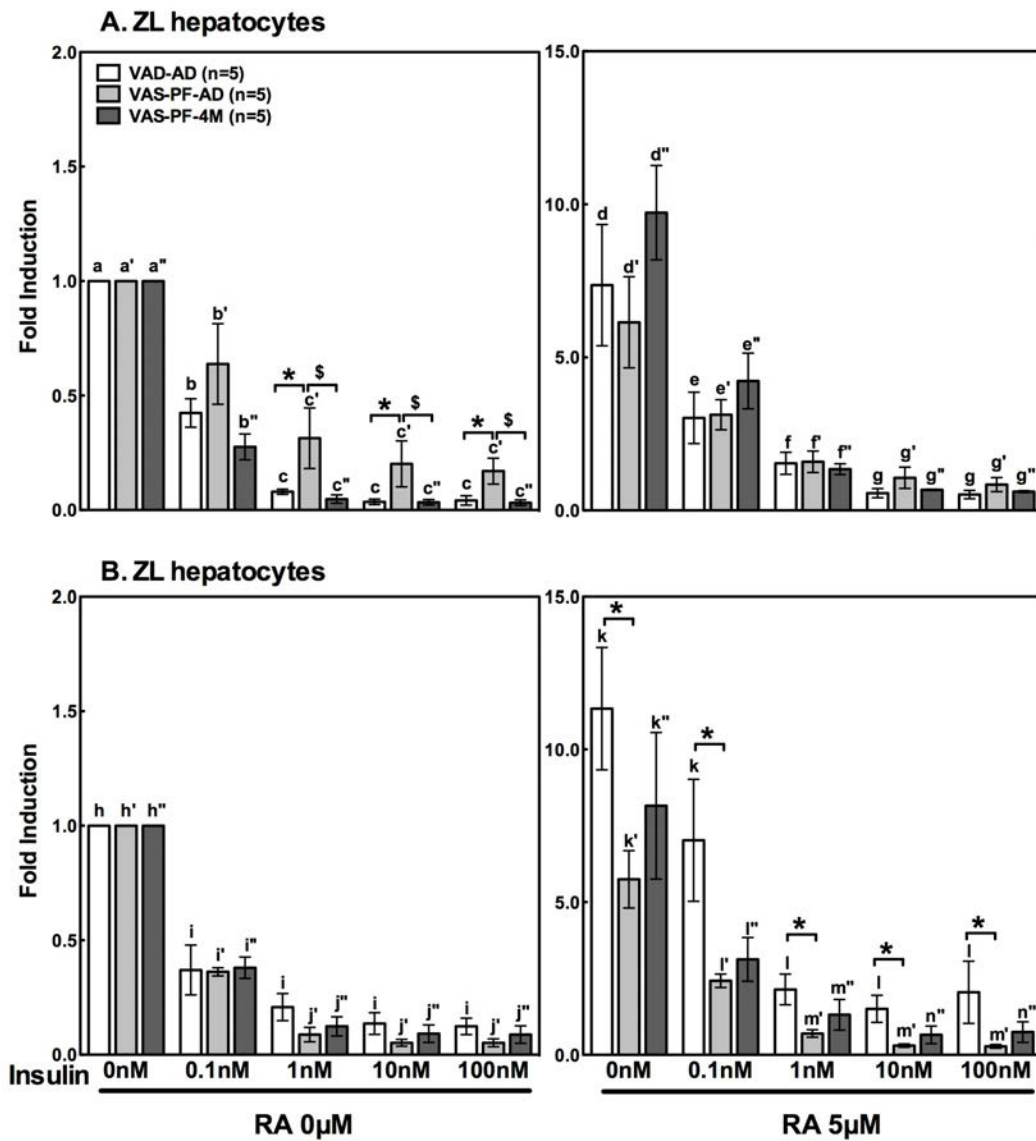 A. ZL hepatocytes
Fold Induction
2.0
1.5
1.0
0.5
0.0
VAD-AD (n=5)
VAS-PF-AD (n=5)
VAS-PF-4M (n=5)
a a' a"
b b' b"
* $
c c' c"
* $
c c' c"
* $
c c' c"
15.0
10.0
5.0
0.0
d d' d"
e e' e"
f f' f"
g g' g"
g g' g"
B. ZL hepatocytes
Fold Induction
2.0
1.5
1.0
0.5
0.0
h h' h"
i i' i"
i j' j"
i j' j"
i j' j"
15.0
10.0
5.0
0.0
*
k k' k"
*
k l' l"
*
l m' m"
*
l m' n"
*
l m' n"
Insulin 0nM 0.1nM 1nM 10nM 100nM 0nM 0.1nM 1nM 10nM 100nM
RA 0µM RA 5µM